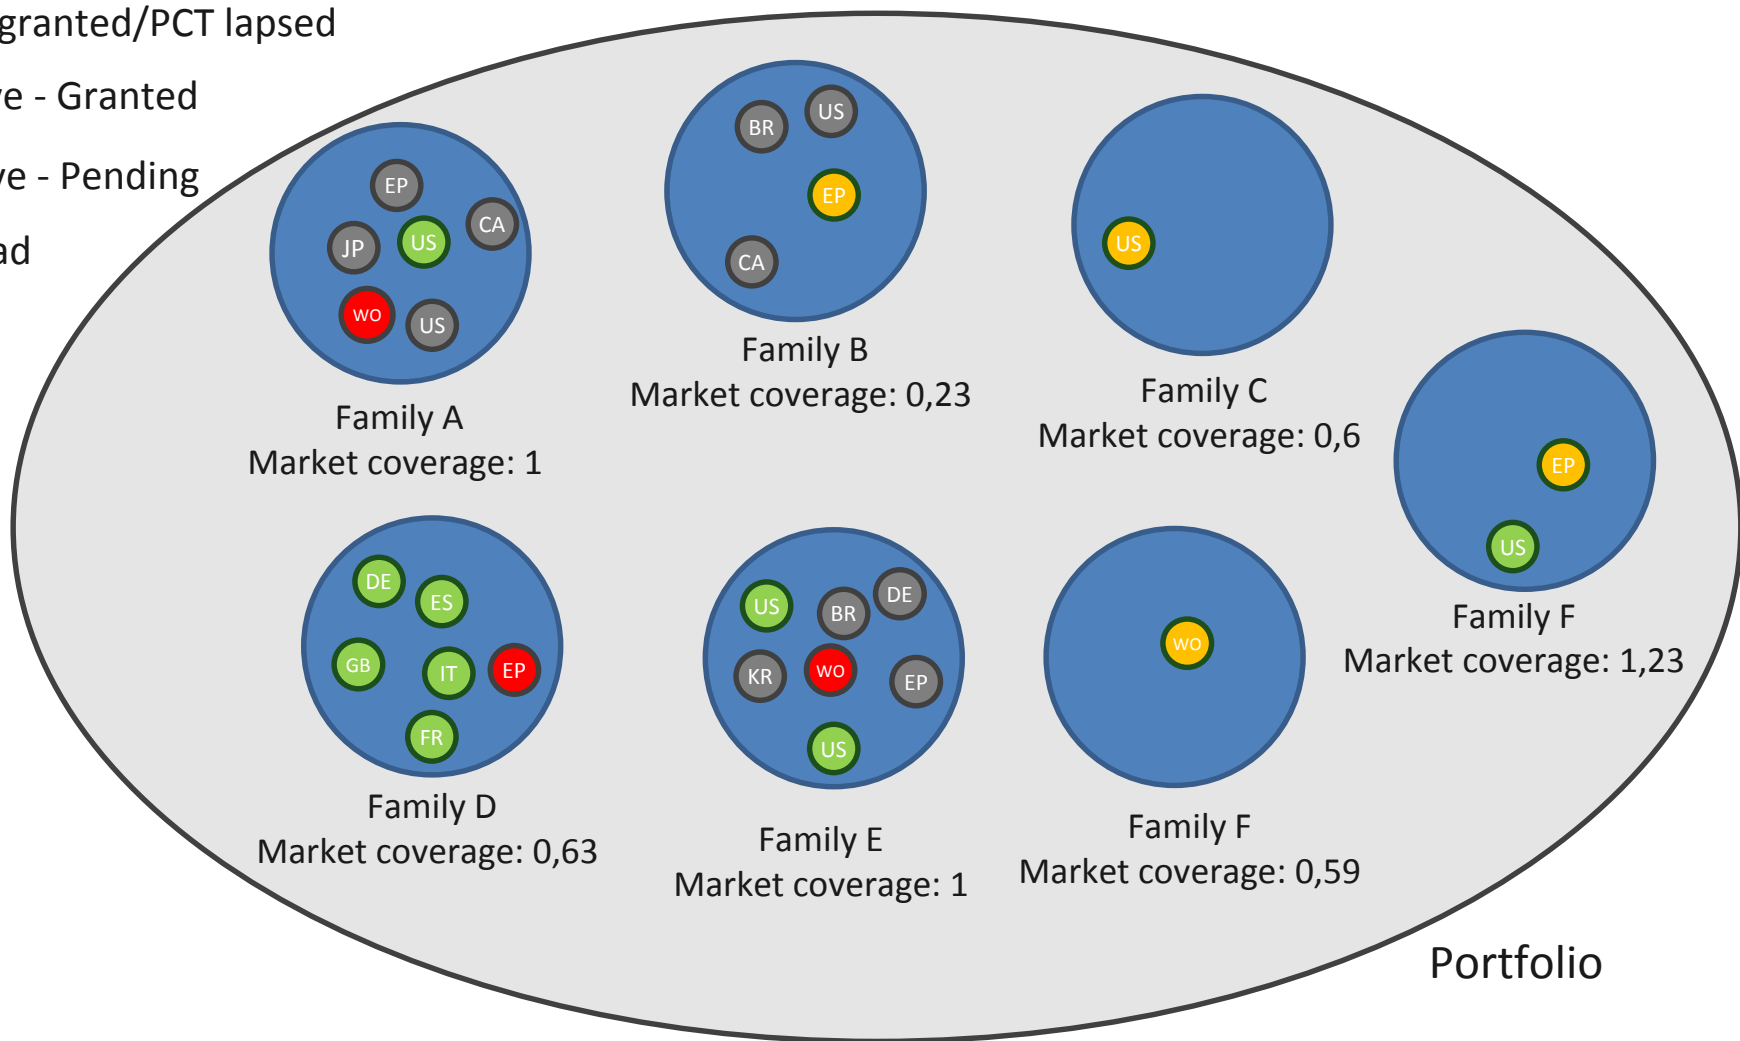 granted/PCT lapsed
ve - Granted
ve - Pending
ad
EP
CA
JP
US
WO
US
Family A
Market coverage: 1
BR
US
EP
CA
Family B
Market coverage: 0,23
US
Family C
Market coverage: 0,6
EP
US
Family F
Market coverage: 1,23
DE
ES
GB
IT
EP
FR
Family D
Market coverage: 0,63
US
BR
DE
KR
WO
EP
US
Family E
Market coverage: 1
WO
Family F
Market coverage: 0,59
Portfolio